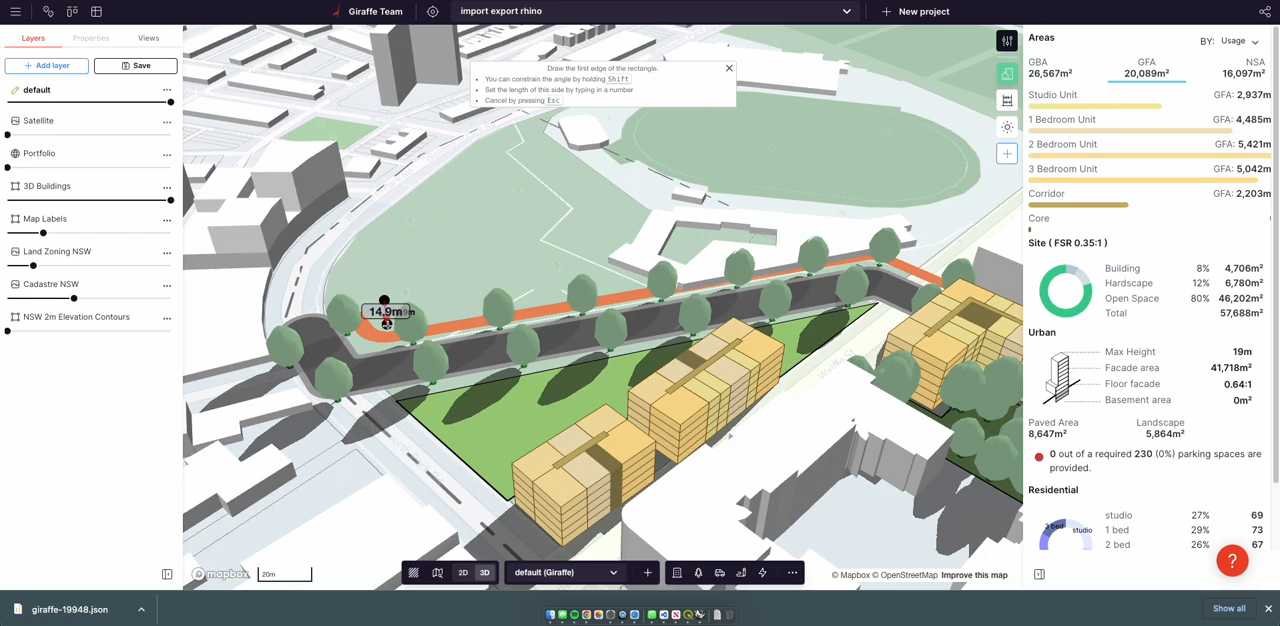 Giraffe Team
import export rhino
New project
Layers
Properties
Views
Add layer
Save
default
Satellite
Portfolio
3D Buildings
Map Labels
Land Zoning NSW
Cadastre NSW
NSW 2m Elevation Contours
Draw the first edge of the rectangle.
You can constrain the angle by holding Shift
Set the length of this side by typing in a number
Cancel by pressing Esc
14.9m
mapbox
20m
2D
3D
default (Giraffe)
© Mapbox © OpenStreetMap Improve this map
Areas
BY: Usage
GBA GFA NSA
26,567m² 20,089m² 16,097m²
Studio Unit GFA: 2,937m
1 Bedroom Unit GFA: 4,485m
2 Bedroom Unit GFA: 5,421m
3 Bedroom Unit GFA: 5,042m
Corridor GFA: 2,203m
Core
Site ( FSR 0.35:1 )
Building 8% 4,706m²
Hardscape 12% 6,780m²
Open Space 80% 46,202m²
Total 57,688m²
Urban
Max Height 19m
Facade area 41,718m²
Floor facade 0.64:1
Basement area 0m²
Paved Area Landscape
8,647m² 5,864m²
0 out of a required 230 (0%) parking spaces are
provided.
Residential
3 bed studio
studio 27% 69
1 bed 29% 73
2 bed 26% 67
?
giraffe-19948.json
Show all